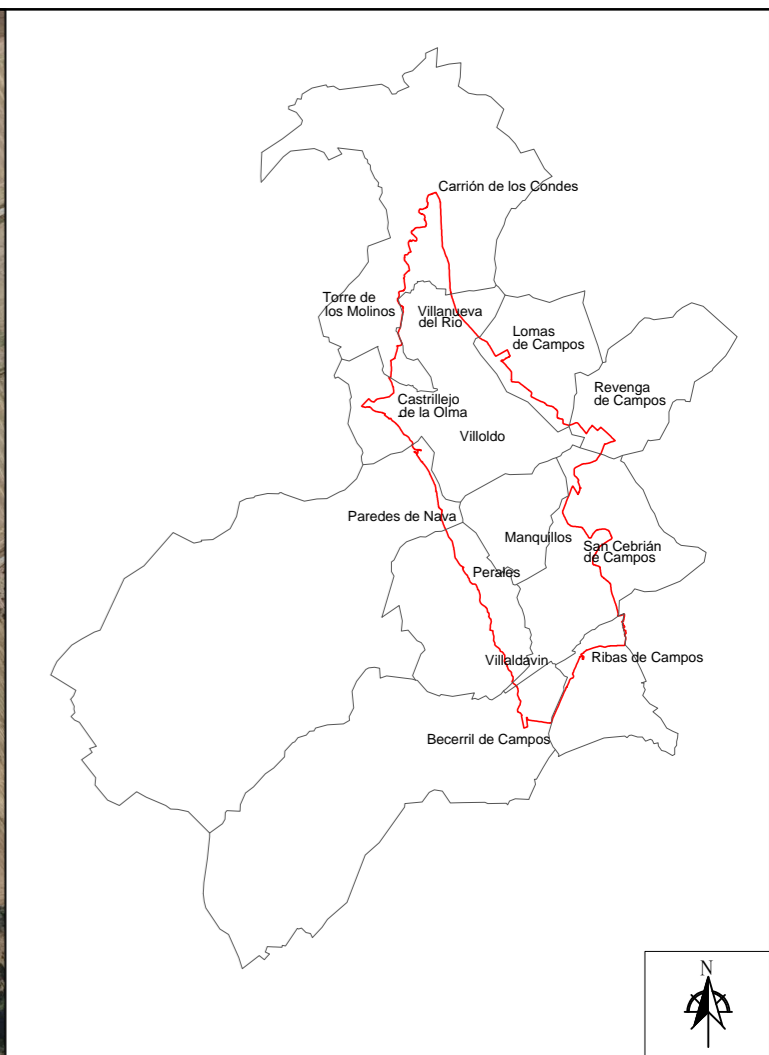 Carrión de los Condes
Torre de
los Molinos
Villanueva
del Río
Lomas
de Campos
Revenga
de Campos
Castrillejo
de la Olma
Villoldo
Paredes de Nava
Manquillos
San Cebrián
de Campos
Perales
Villaldavin
Ribas de Campos
Becerril de Campos
N